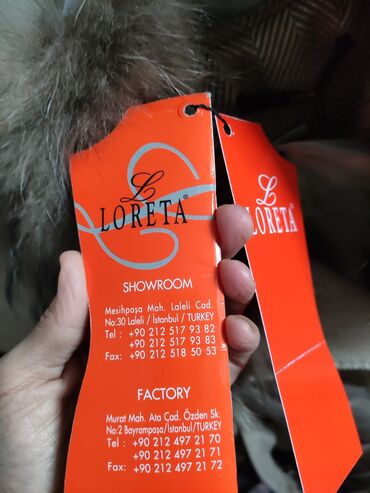 L
LORETA®
SHOWROOM
Mesihpaşa Mah. Laleli Cad.
No:30 Laleli / İstanbul / TURKEY
Tel : +90 212 517 93 82
+90 212 517 93 83
Fax: +90 212 518 50 53
FACTORY
Murat Mah. Ata Cad. Özden Sk.
No:2 Bayrampaşa/İstanbul/TURKEY
Tel : +90 212 497 21 70
+90 212 497 21 71
Fax: +90 212 497 21 72
L
LORETA®